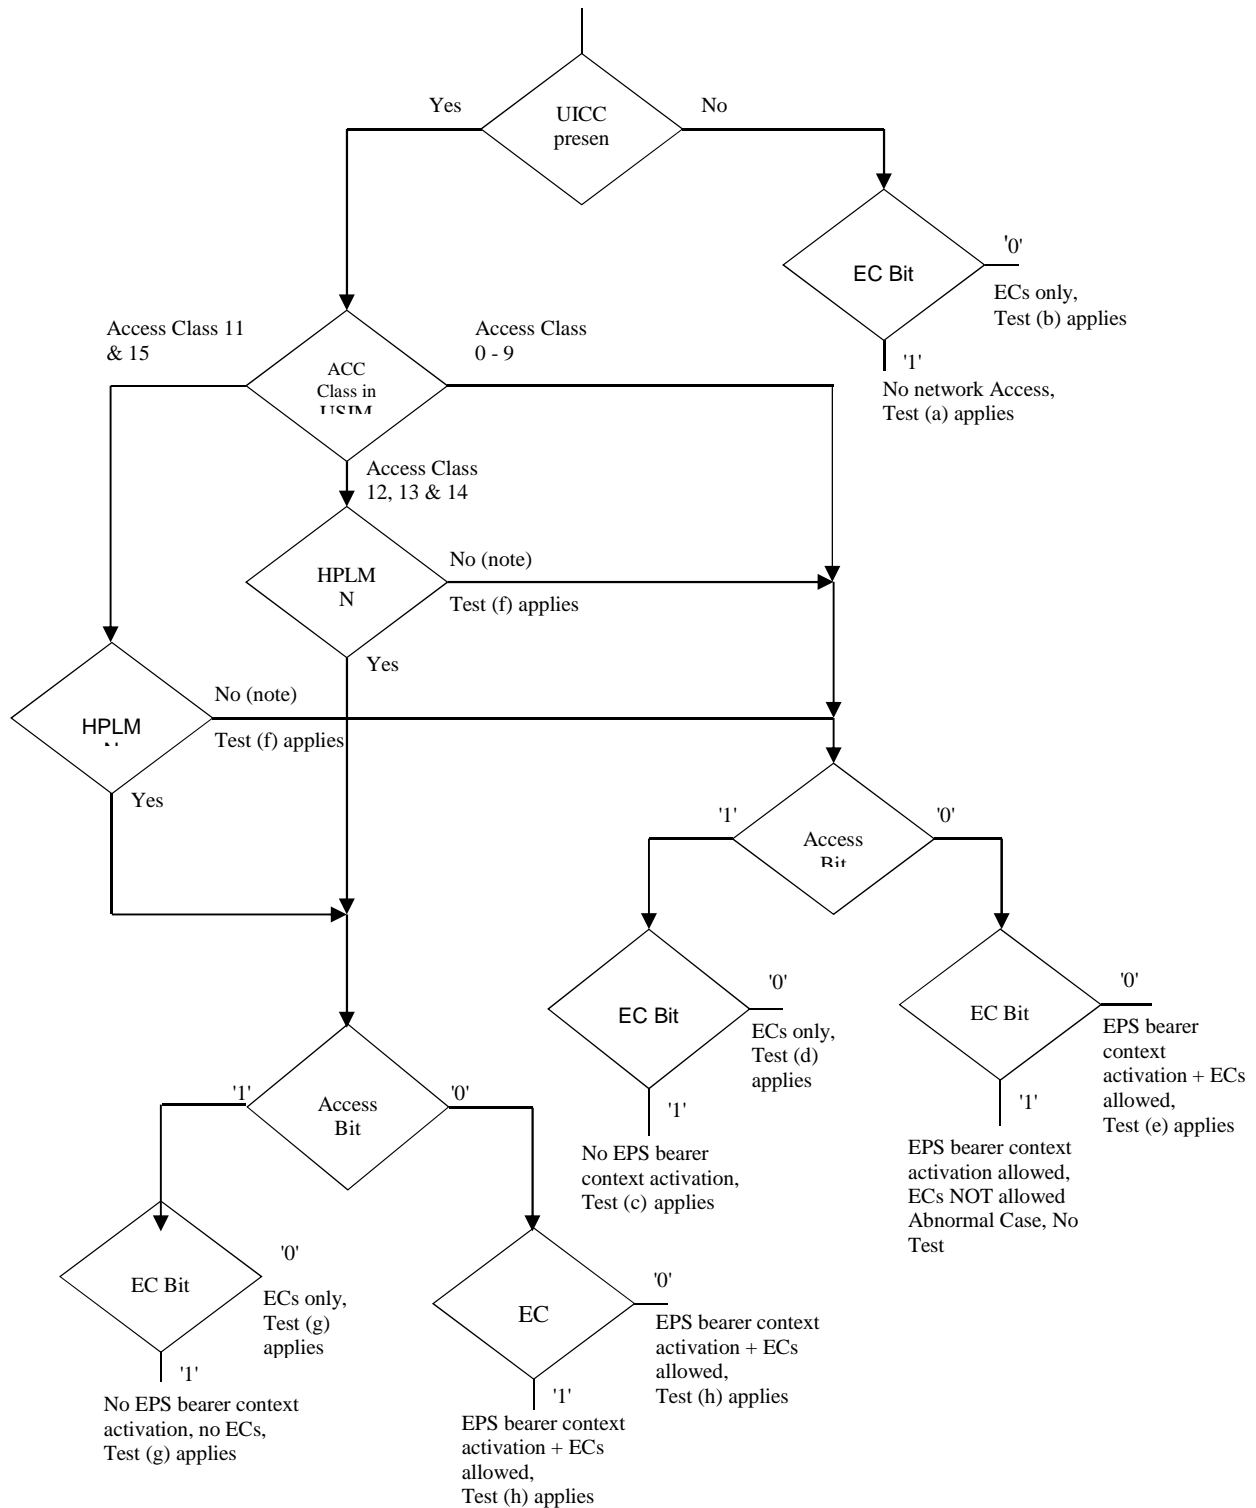 Yes
No
UICC
presen
'0'
EC Bit
ECs only,
Test (b) applies
'1'
No network Access,
Test (a) applies
Access Class 11
& 15
Access Class
0 - 9
ACC
Class in
USIM
Access Class
12, 13 & 14
HPLM
N
No (note)
Test (f) applies
Yes
No (note)
HPLM
Test (f) applies
Yes
'1'
'0'
Access
Bit
'0'
EC Bit
ECs only,
Test (d)
applies
'1'
No EPS bearer
context activation,
Test (c) applies
'0'
EC Bit
EPS bearer
context
activation + ECs
allowed,
Test (e) applies
'1'
EPS bearer context
activation allowed,
ECs NOT allowed
Abnormal Case, No
Test
'1'
'0'
Access
Bit
'0'
EC Bit
ECs only,
Test (g)
applies
'1'
No EPS bearer context
activation, no ECs,
Test (g) applies
'0'
EC
EPS bearer context
activation + ECs
allowed,
Test (h) applies
'1'
EPS bearer context
activation + ECs
allowed,
Test (h) applies